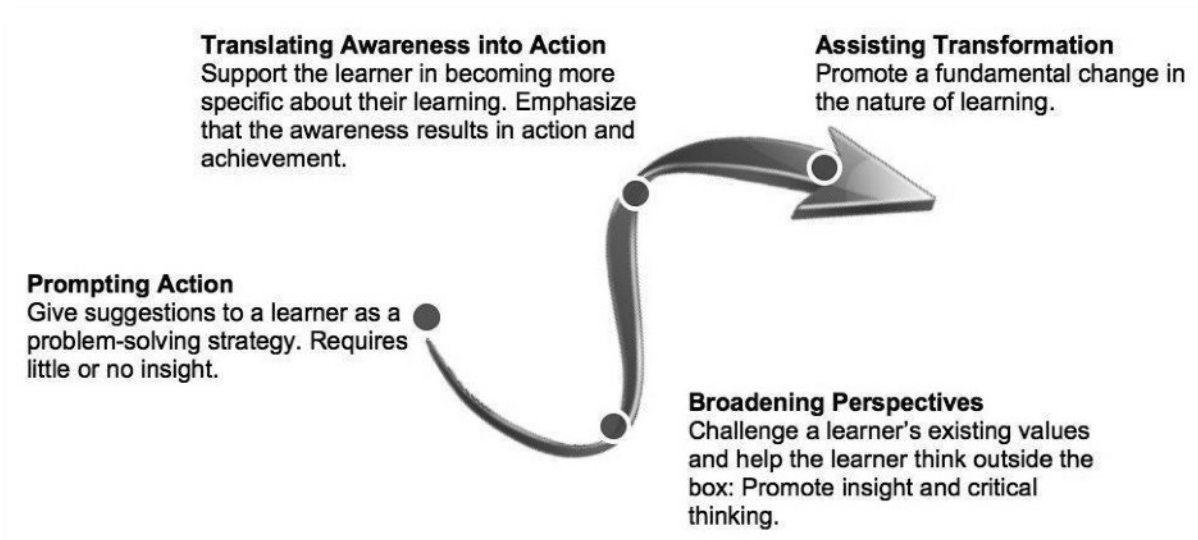 Translating Awareness into Action
Support the learner in becoming more
specific about their learning. Emphasize
that the awareness results in action and
achievement.
Assisting Transformation
Promote a fundamental change in
the nature of learning.
Prompting Action
Give suggestions to a learner as a
problem-solving strategy. Requires
little or no insight.
Broadening Perspectives
Challenge a learner's existing values
and help the learner think outside the
box: Promote insight and critical
thinking.